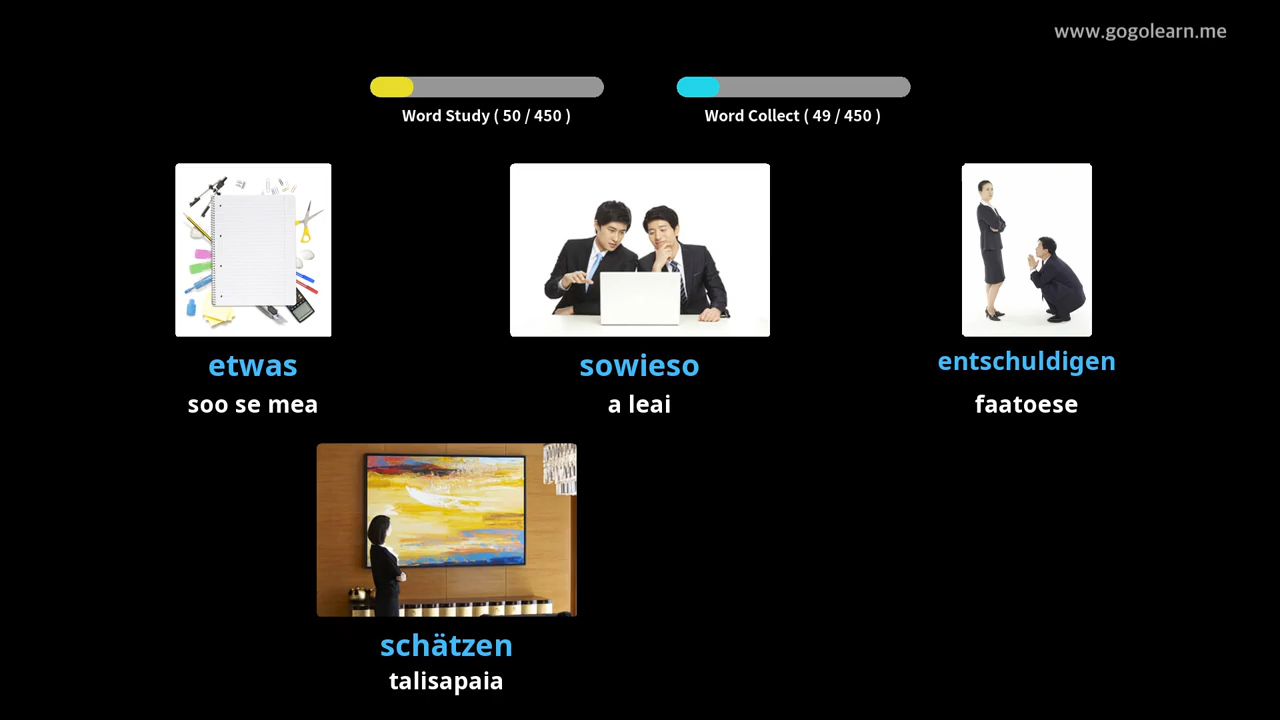 www.gogolearn.me
Word Study ( 50 / 450 )
Word Collect ( 49 / 450 )
etwas
soo se mea
sowieso
a leai
entschuldigen
faatoese
schätzen
talisapaia